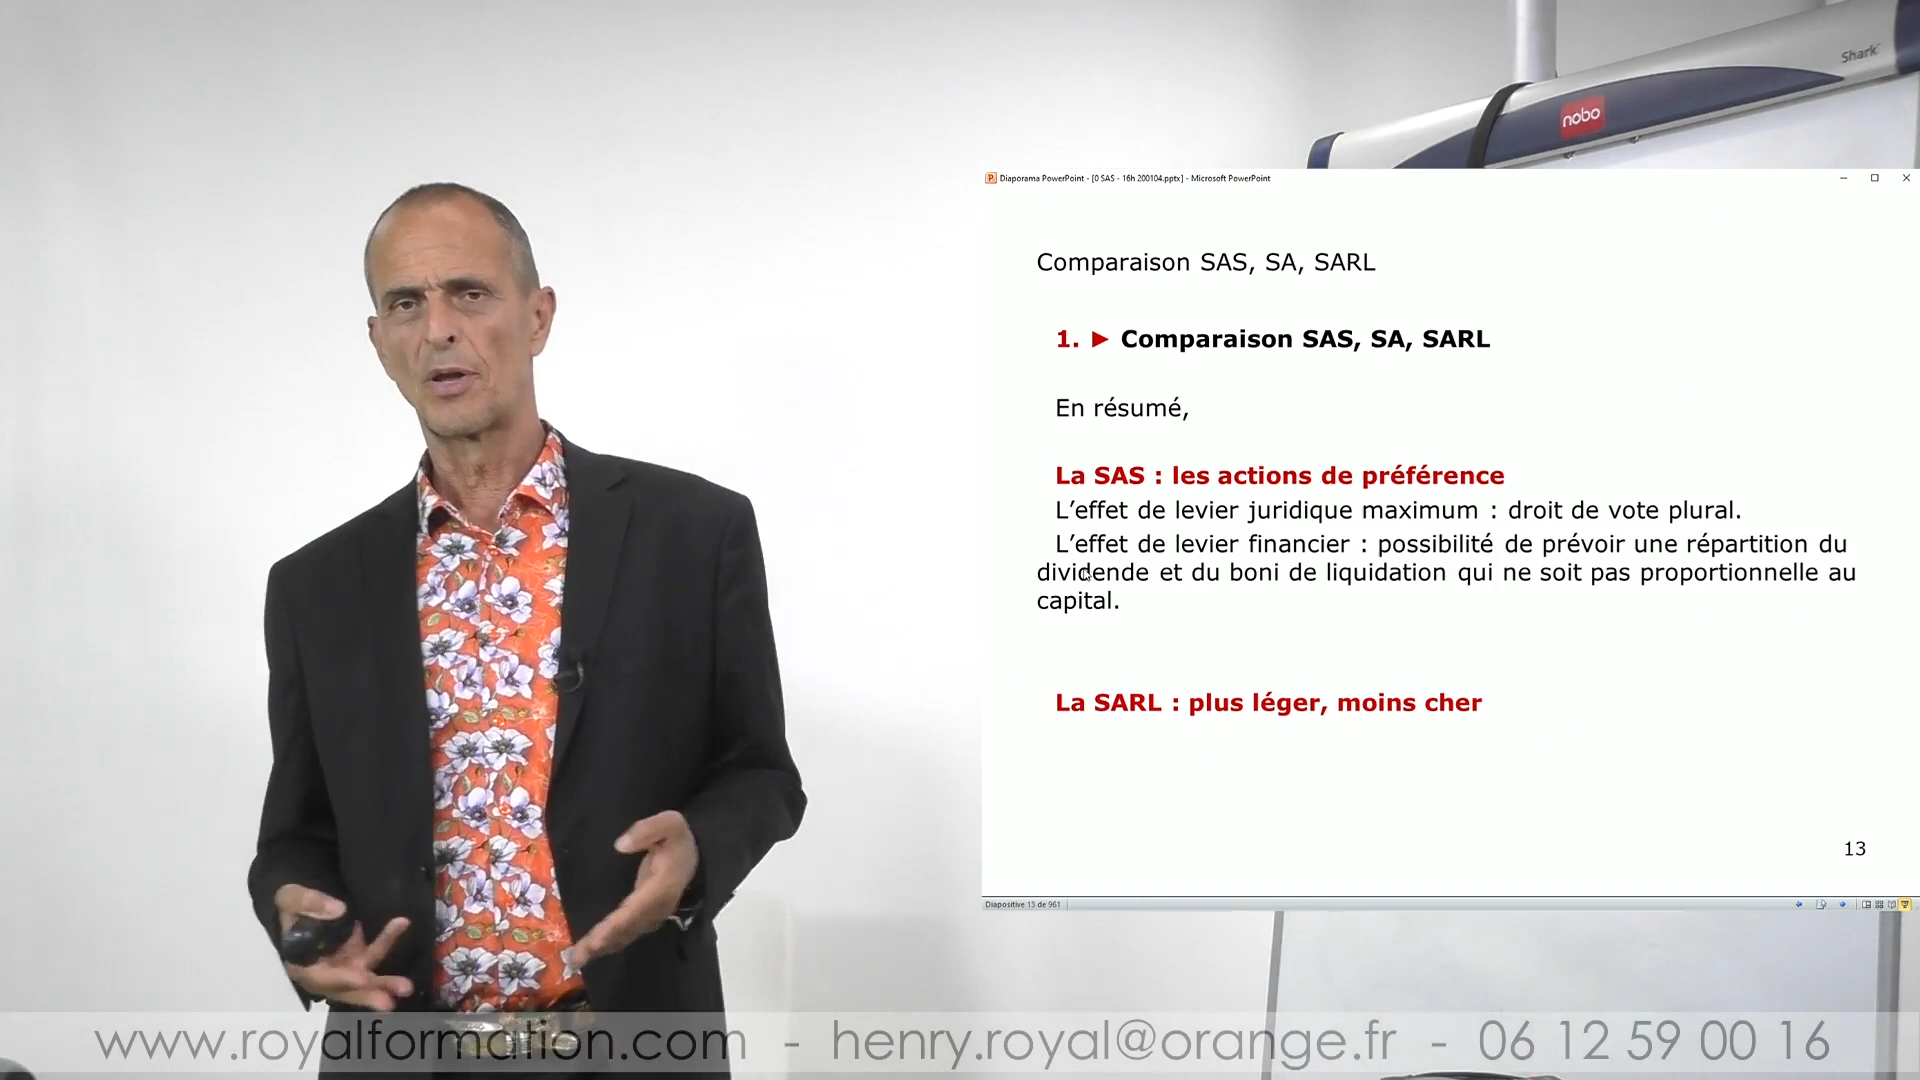 Shark
nobo
Diaporama PowerPoint - [0 SAS - 16h 200104.pptx] - Microsoft PowerPoint
Comparaison SAS, SA, SARL
1. ► Comparaison SAS, SA, SARL
En résumé,
La SAS : les actions de préférence
L’effet de levier juridique maximum : droit de vote plural.
L’effet de levier financier : possibilité de prévoir une répartition du
dividende et du boni de liquidation qui ne soit pas proportionnelle au
capital.
La SARL : plus léger, moins cher
13
Diapositive 13 de 961
www.royalformation.com - henry.royal@orange.fr - 06 12 59 00 16